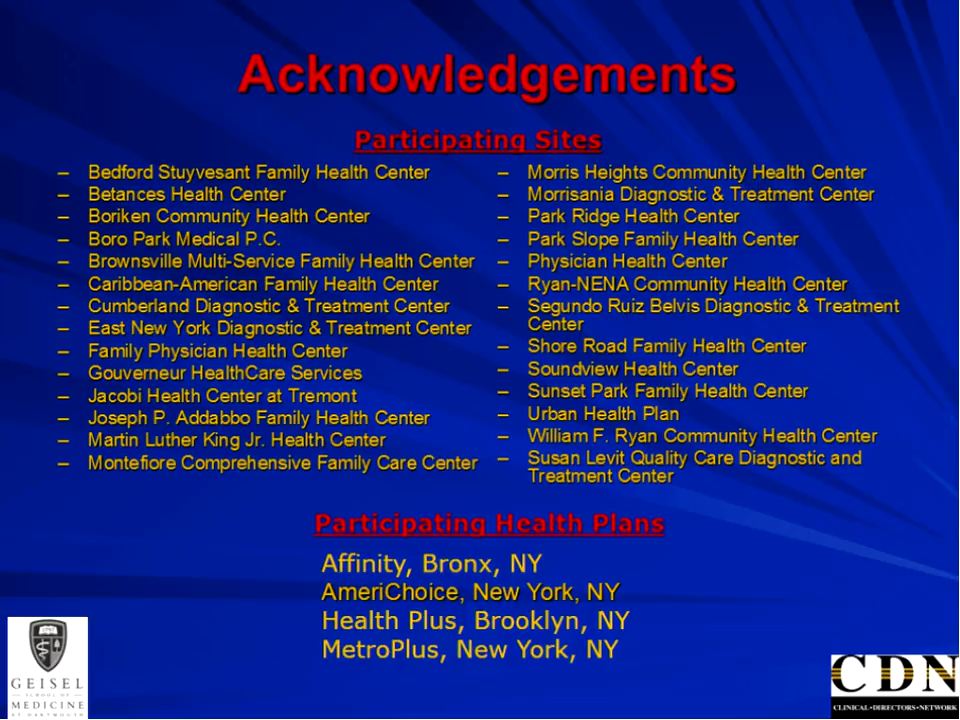 Acknowledgements
Participating Sites
– Bedford Stuyvesant Family Health Center
– Betances Health Center
– Boriken Community Health Center
– Boro Park Medical P.C.
– Brownsville Multi-Service Family Health Center
– Caribbean-American Family Health Center
– Cumberland Diagnostic & Treatment Center
– East New York Diagnostic & Treatment Center
– Family Physician Health Center
– Gouverneur HealthCare Services
– Jacobi Health Center at Tremont
– Joseph P. Addabbo Family Health Center
– Martin Luther King Jr. Health Center
– Montefiore Comprehensive Family Care Center
– Morris Heights Community Health Center
– Morrisania Diagnostic & Treatment Center
– Park Ridge Health Center
– Park Slope Family Health Center
– Physician Health Center
– Ryan-NENA Community Health Center
– Segundo Ruiz Belvis Diagnostic & Treatment
Center
– Shore Road Family Health Center
– Soundview Health Center
– Sunset Park Family Health Center
– Urban Health Plan
– William F. Ryan Community Health Center
– Susan Levit Quality Care Diagnostic and
Treatment Center
Participating Health Plans
Affinity, Bronx, NY
AmeriChoice, New York, NY
Health Plus, Brooklyn, NY
MetroPlus, New York, NY
GEISEL
SCHOOL OF
MEDICINE
AT DARTMOUTH
CDN
CLINICAL•DIRECTORS•NETWORK